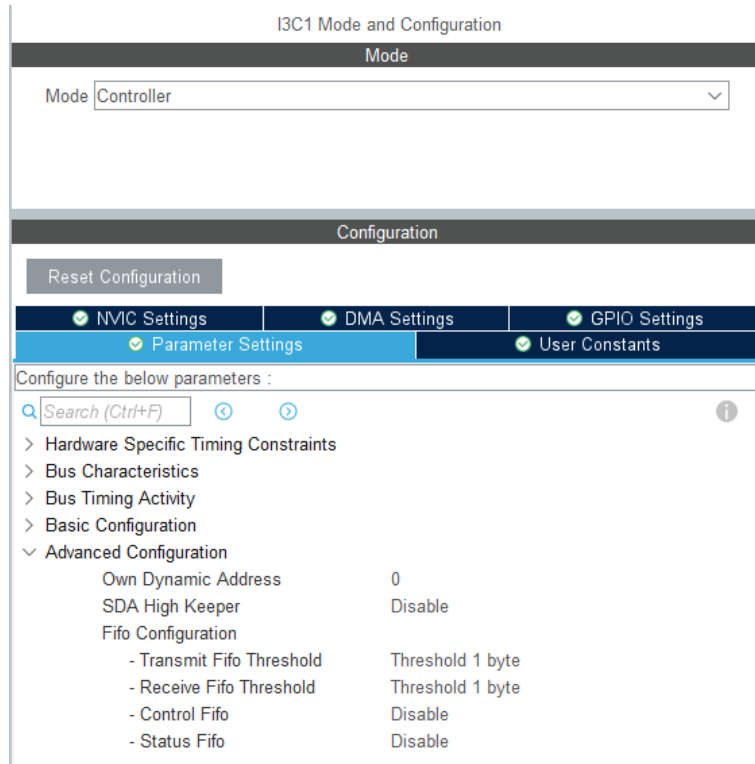 I3C1 Mode and Configuration
Mode
Mode Controller
Configuration
Reset Configuration
NVIC Settings DMA Settings GPIO Settings
Parameter Settings User Constants
Configure the below parameters :
Search (Ctrl+F)
Hardware Specific Timing Constraints
Bus Characteristics
Bus Timing Activity
Basic Configuration
Advanced Configuration
Own Dynamic Address 0
SDA High Keeper Disable
Fifo Configuration
- Transmit Fifo Threshold Threshold 1 byte
- Receive Fifo Threshold Threshold 1 byte
- Control Fifo Disable
- Status Fifo Disable